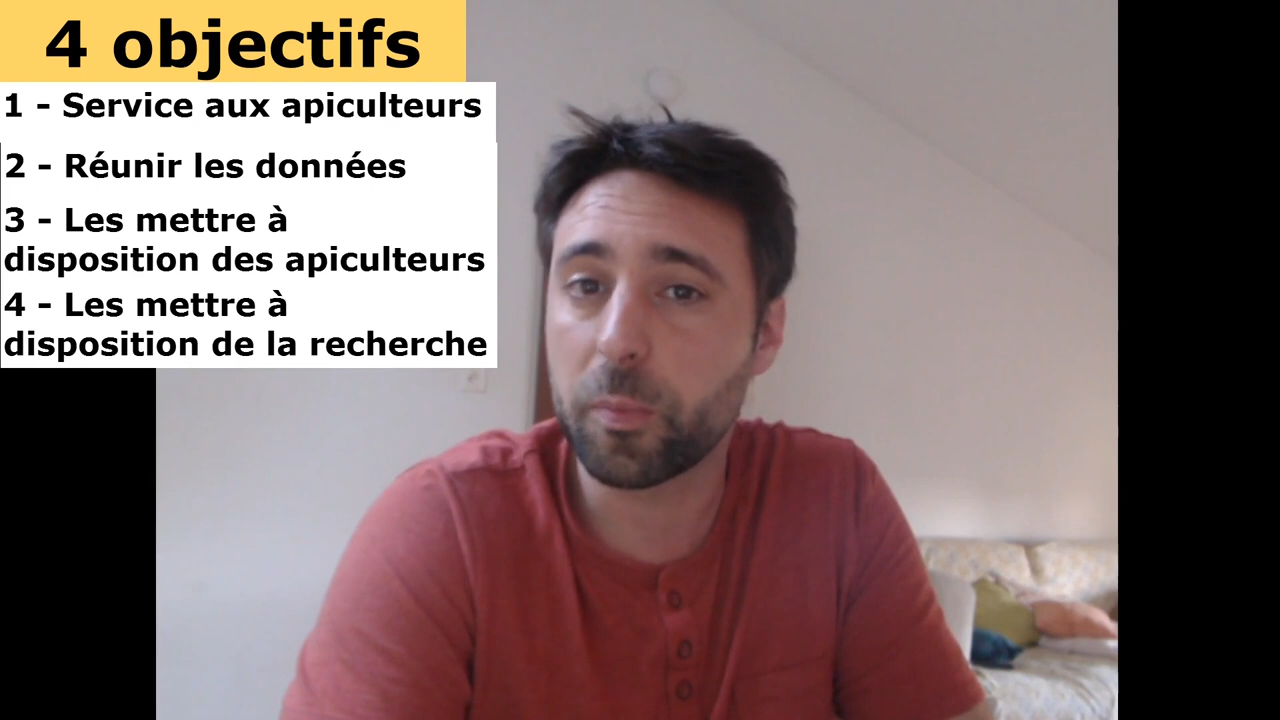 4 objectifs
1 - Service aux apiculteurs
2 - Réunir les données
3 - Les mettre à
disposition des apiculteurs
4 - Les mettre à
disposition de la recherche